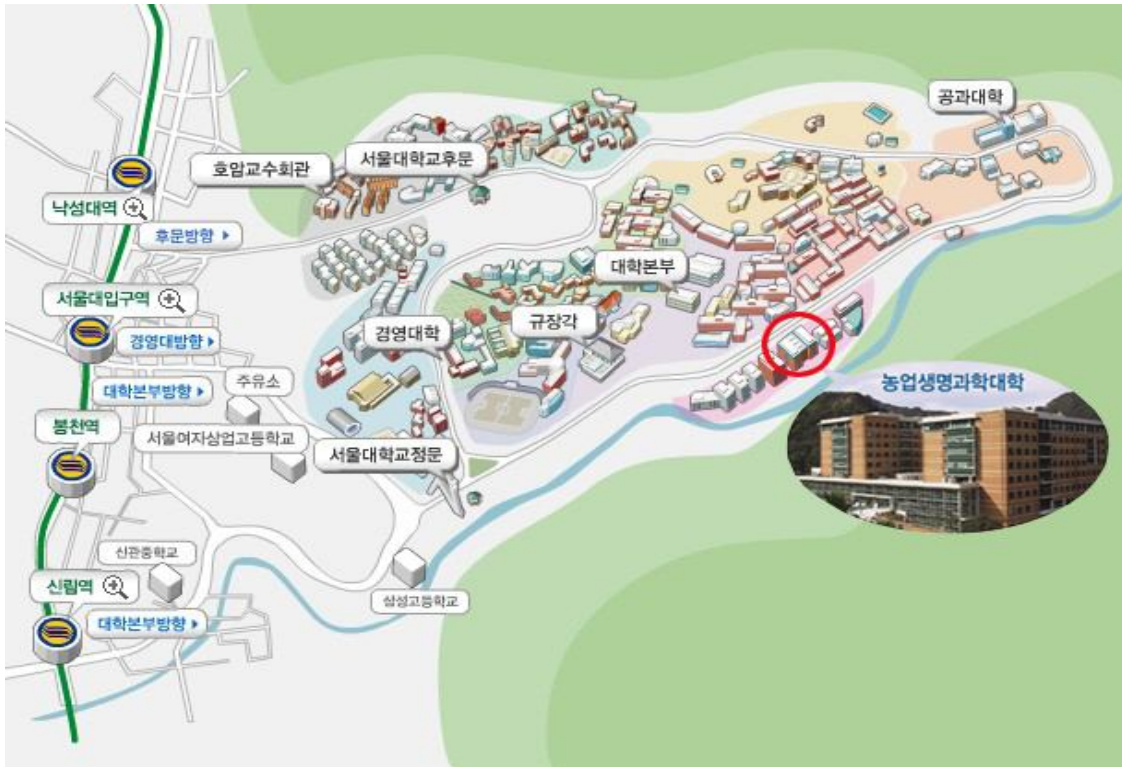 공과대학
호암교수회관
서울대학교후문
낙성대역
후문방향
대학본부
서울대입구역
경영대방향
경영대학
규장각
대학본부방향
주유소
농업생명과학대학
봉천역
서울여자상업고등학교
서울대학교정문
신관중학교
신림역
삼성고등학교
대학본부방향